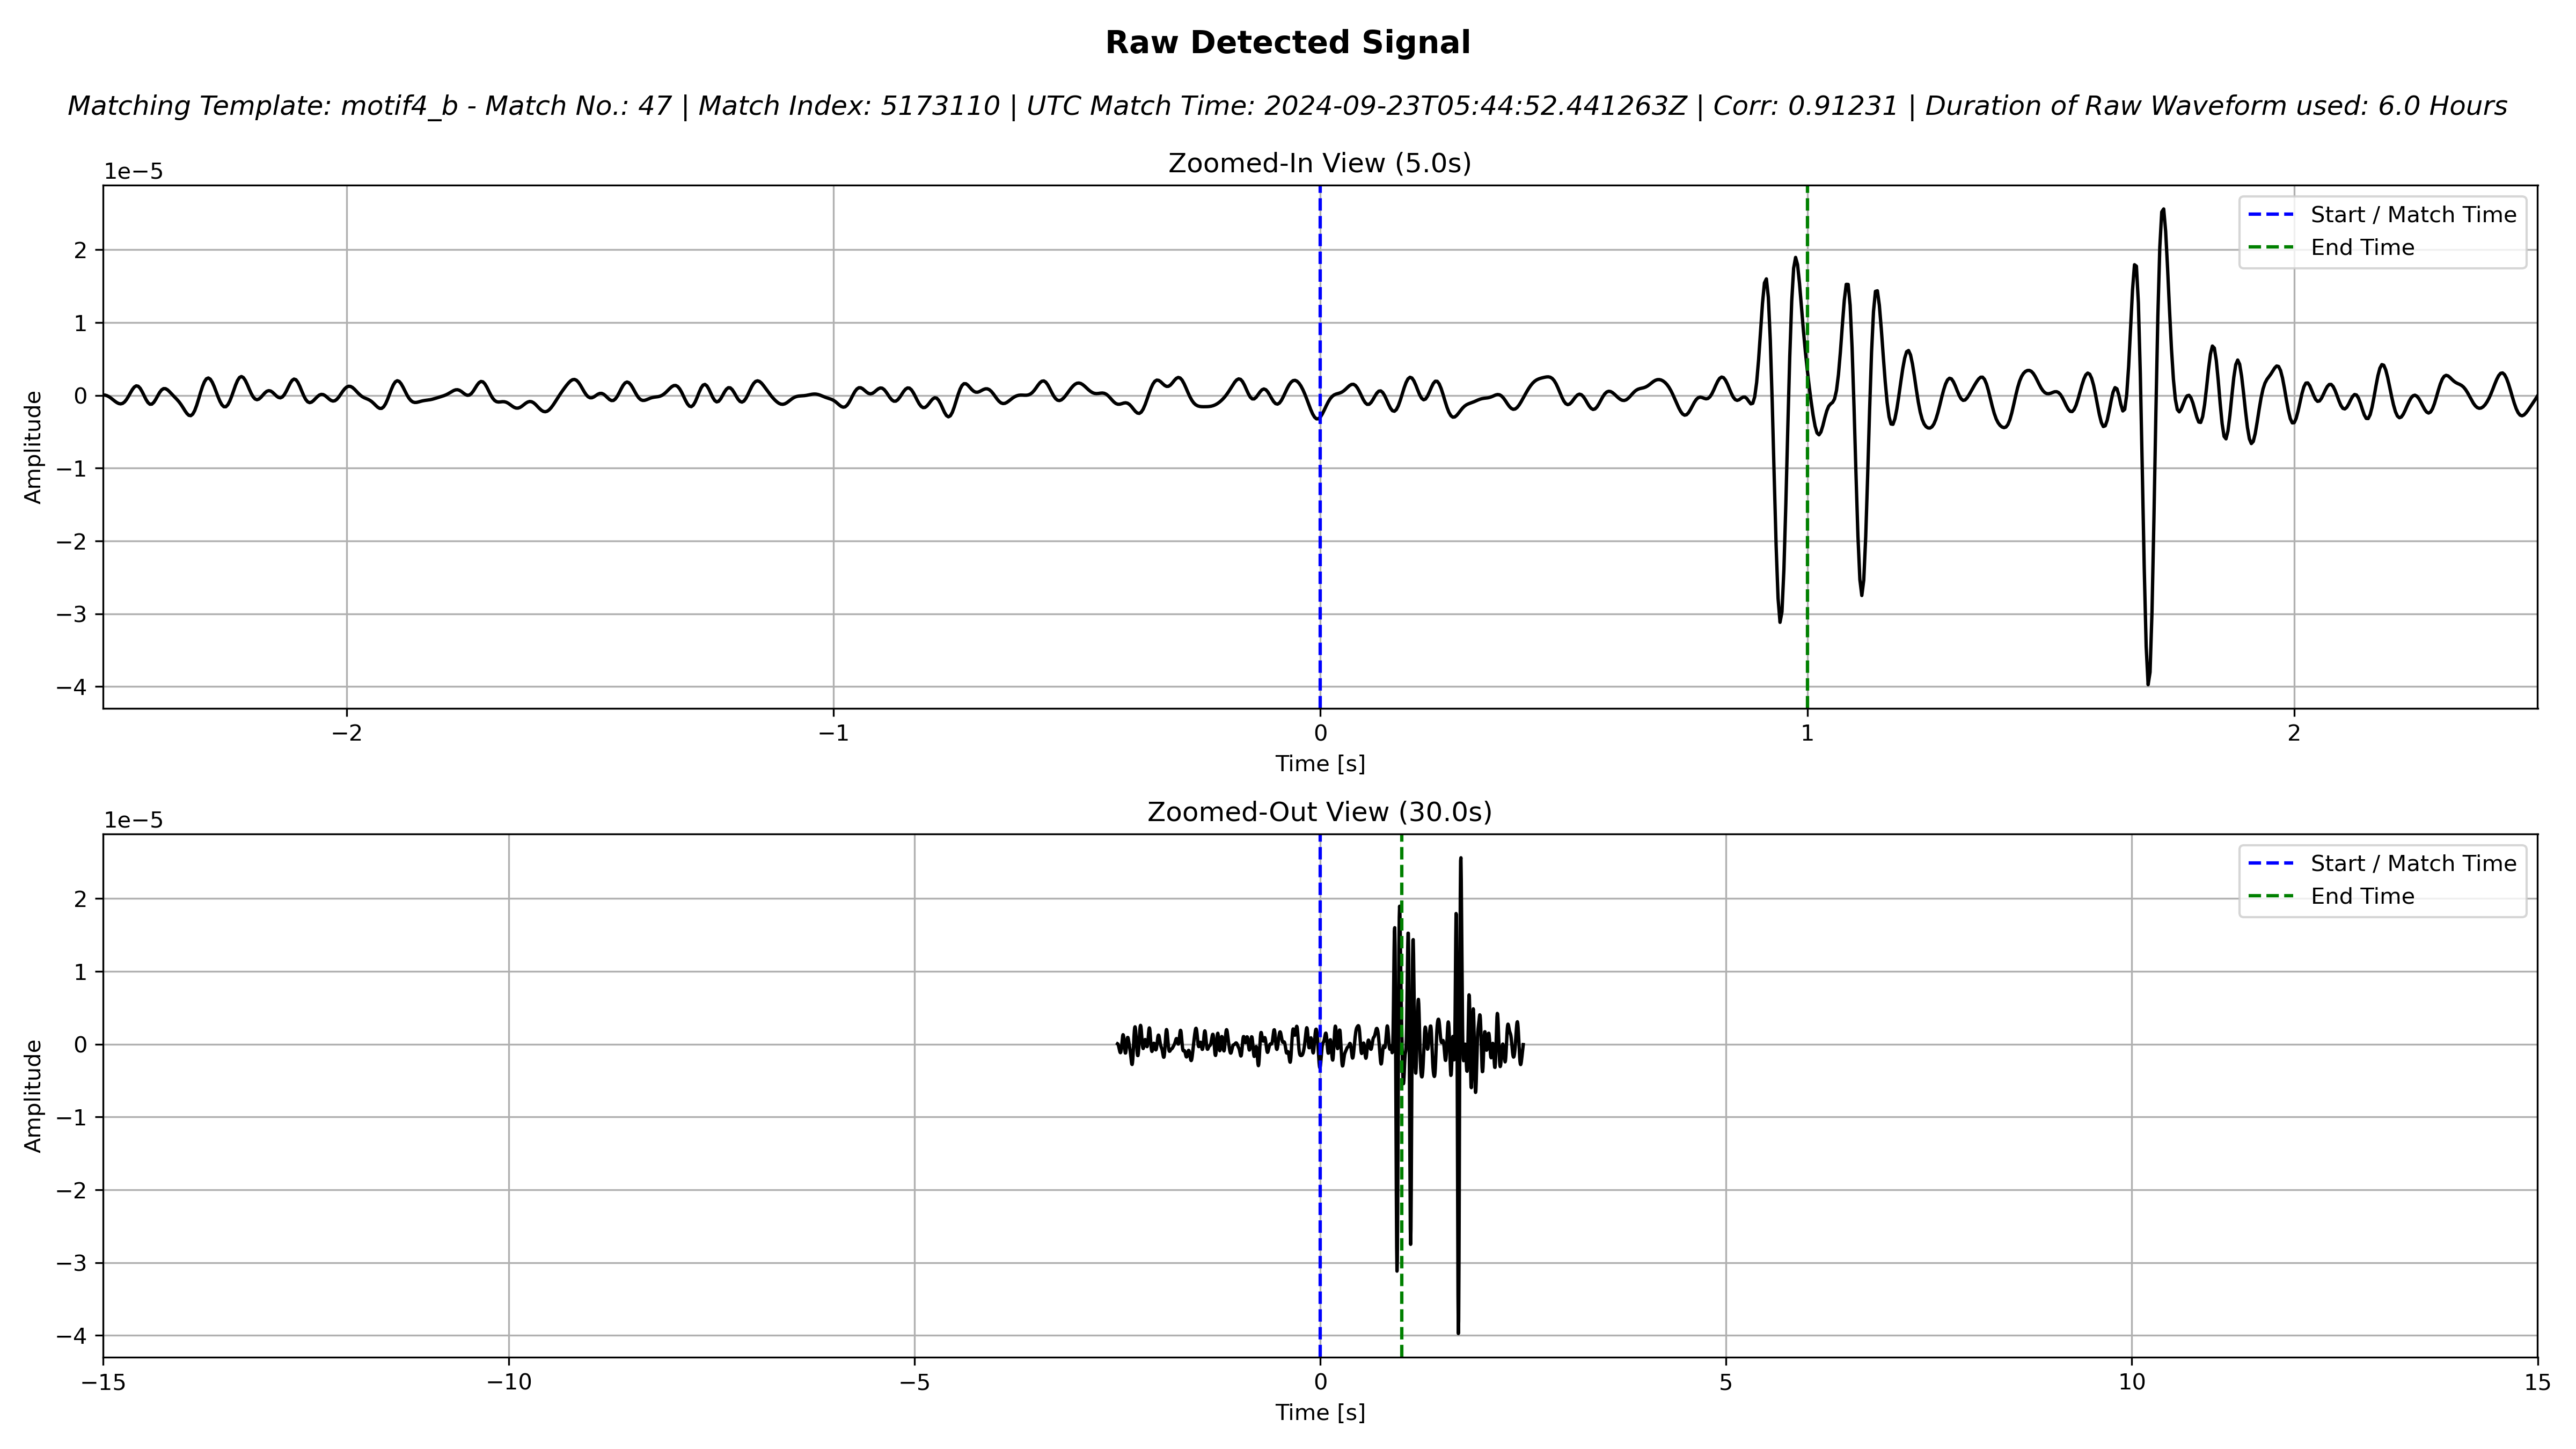 Raw Detected Signal
Matching Template: motif4_b - Match No.: 47 | Match Index: 5173110 | UTC Match Time: 2024-09-23T05:44:52.441263Z | Corr: 0.91231 | Duration of Raw Waveform used: 6.0 Hours
Zoomed-In View (5.0s)
1e−5
Start / Match Time
End Time
2
1
0
−1
−2
−3
−4
Amplitude
−2 −1 0 1 2
Time [s]
Zoomed-Out View (30.0s)
1e−5
Start / Match Time
End Time
2
1
0
−1
−2
−3
−4
Amplitude
−15 −10 −5 0 5 10 15
Time [s]